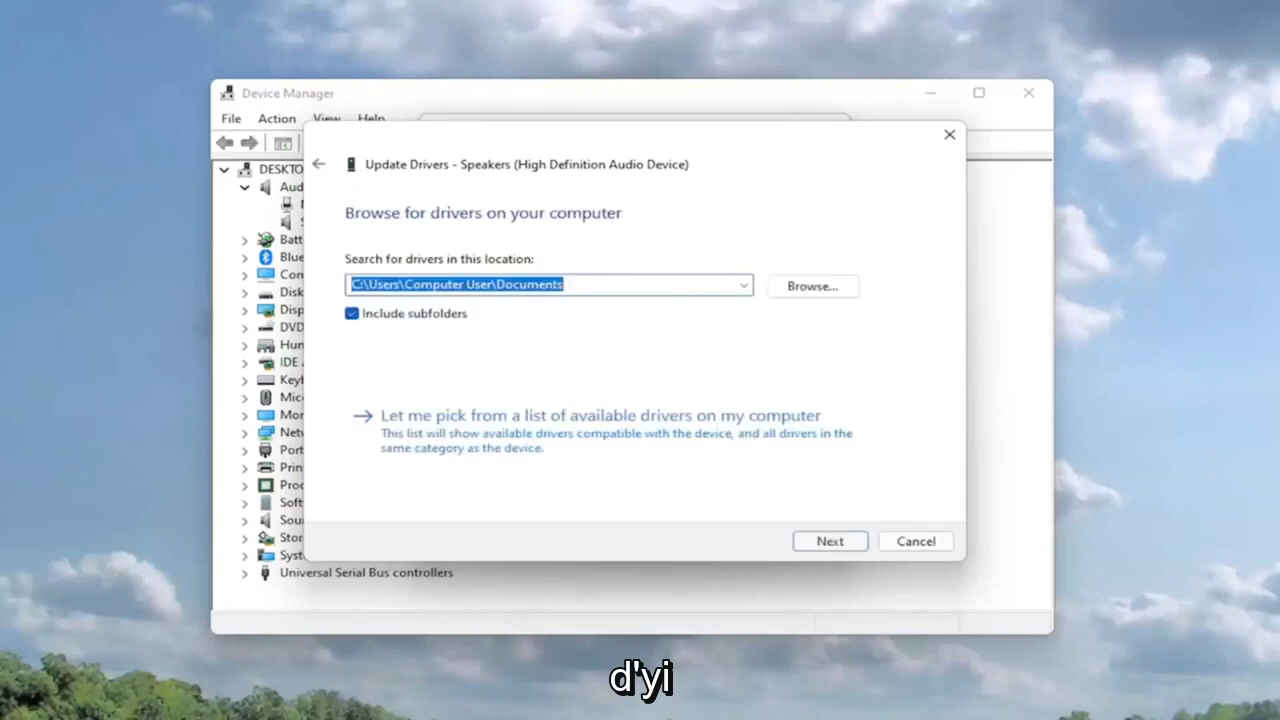 Device Manager
File Action View Help
Update Drivers - Speakers (High Definition Audio Device)
Browse for drivers on your computer
Search for drivers in this location:
C:\Users\Computer User\Documents
Browse...
Include subfolders
Let me pick from a list of available drivers on my computer
This list will show available drivers compatible with the device, and all drivers in the
same category as the device.
Next Cancel
DESKTO
Aud
Batt
Blue
Con
Disk
Disp
DVD
Hun
IDE
Keyb
Mice
Mon
Netv
Port
Prin
Proc
Soft
Sour
Stor
Syst
Universal Serial Bus controllers
d'yi